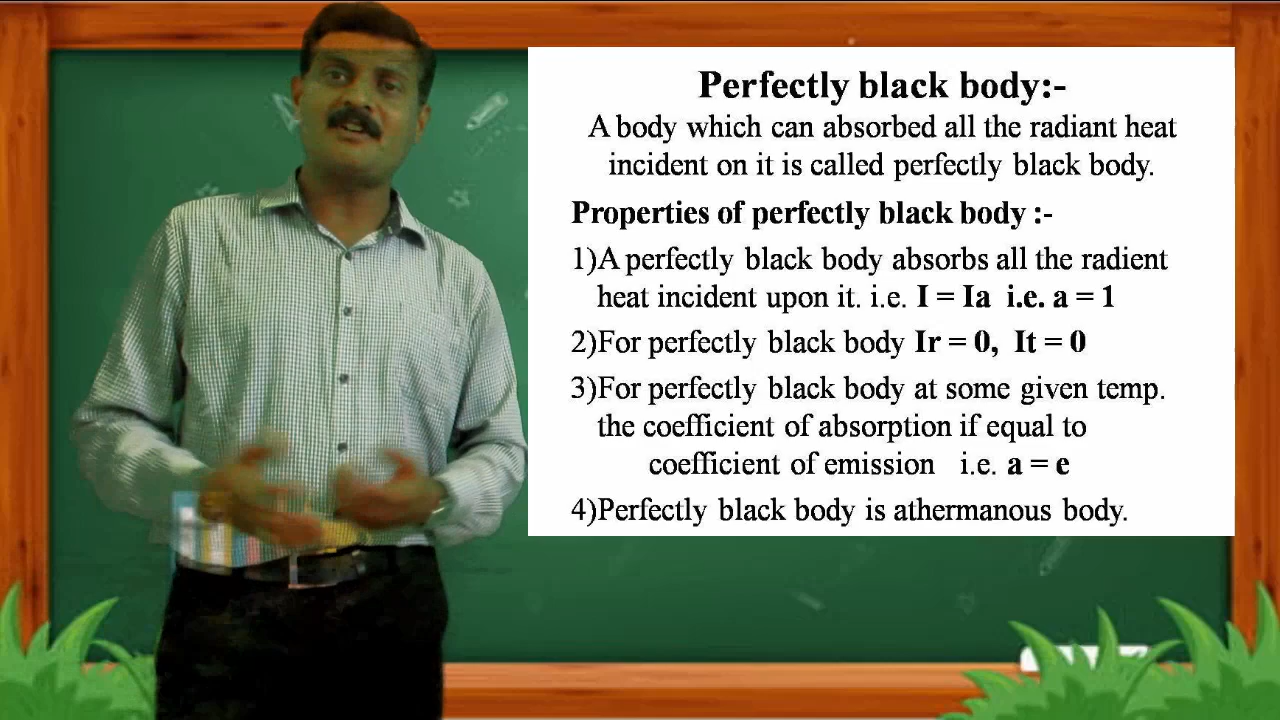 Perfectly black body:-
A body which can absorbed all the radiant heat
incident on it is called perfectly black body.
Properties of perfectly black body :-
1)A perfectly black body absorbs all the radient
heat incident upon it. i.e. I = Ia i.e. a = 1
2)For perfectly black body Ir = 0, It = 0
3)For perfectly black body at some given temp.
the coefficient of absorption if equal to
coefficient of emission i.e. a = e
4)Perfectly black body is athermanous body.